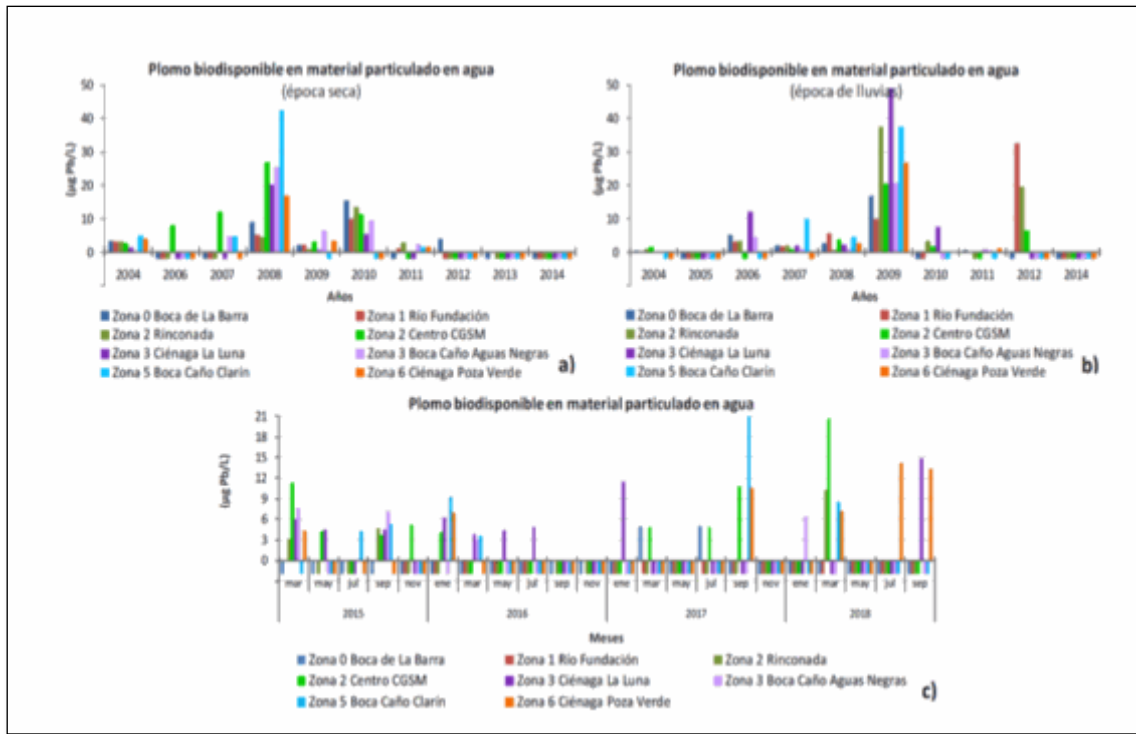 Plomo biodisponible en material particulado en agua
(época seca)
(µg Pb/L)
50
40
30
20
10
0
2004 2006 2007 2008 2009 2010 2011 2012 2013 2014
Años
Zona 0 Boca de La Barra Zona 1 Río Fundación
Zona 2 Rinconada Zona 2 Centro CGSM
Zona 3 Ciénaga La Luna Zona 3 Boca Caño Aguas Negras
Zona 5 Boca Caño Clarín Zona 6 Ciénaga Poza Verde
a)
Plomo biodisponible en material particulado en agua
(época de lluvias)
(µg Pb/L)
50
40
30
20
10
0
2004 2005 2006 2007 2008 2009 2010 2011 2012 2014
Años
Zona 0 Boca de La Barra Zona 1 Río Fundación
Zona 2 Rinconada Zona 2 Centro CGSM
Zona 3 Ciénaga La Luna Zona 3 Boca Caño Aguas Negras
Zona 5 Boca Caño Clarín Zona 6 Ciénaga Poza Verde
b)
Plomo biodisponible en material particulado en agua
(µg Pb/L)
21
18
15
12
9
6
3
0
mar may jul sep nov ene mar may jul sep nov ene mar may jul sep nov ene mar may jul sep
2015 2016 2017 2018
Meses
Zona 0 Boca de La Barra Zona 1 Río Fundación Zona 2 Rinconada
Zona 2 Centro CGSM Zona 3 Ciénaga La Luna Zona 3 Boca Caño Aguas Negras
Zona 5 Boca Caño Clarín Zona 6 Ciénaga Poza Verde
c)